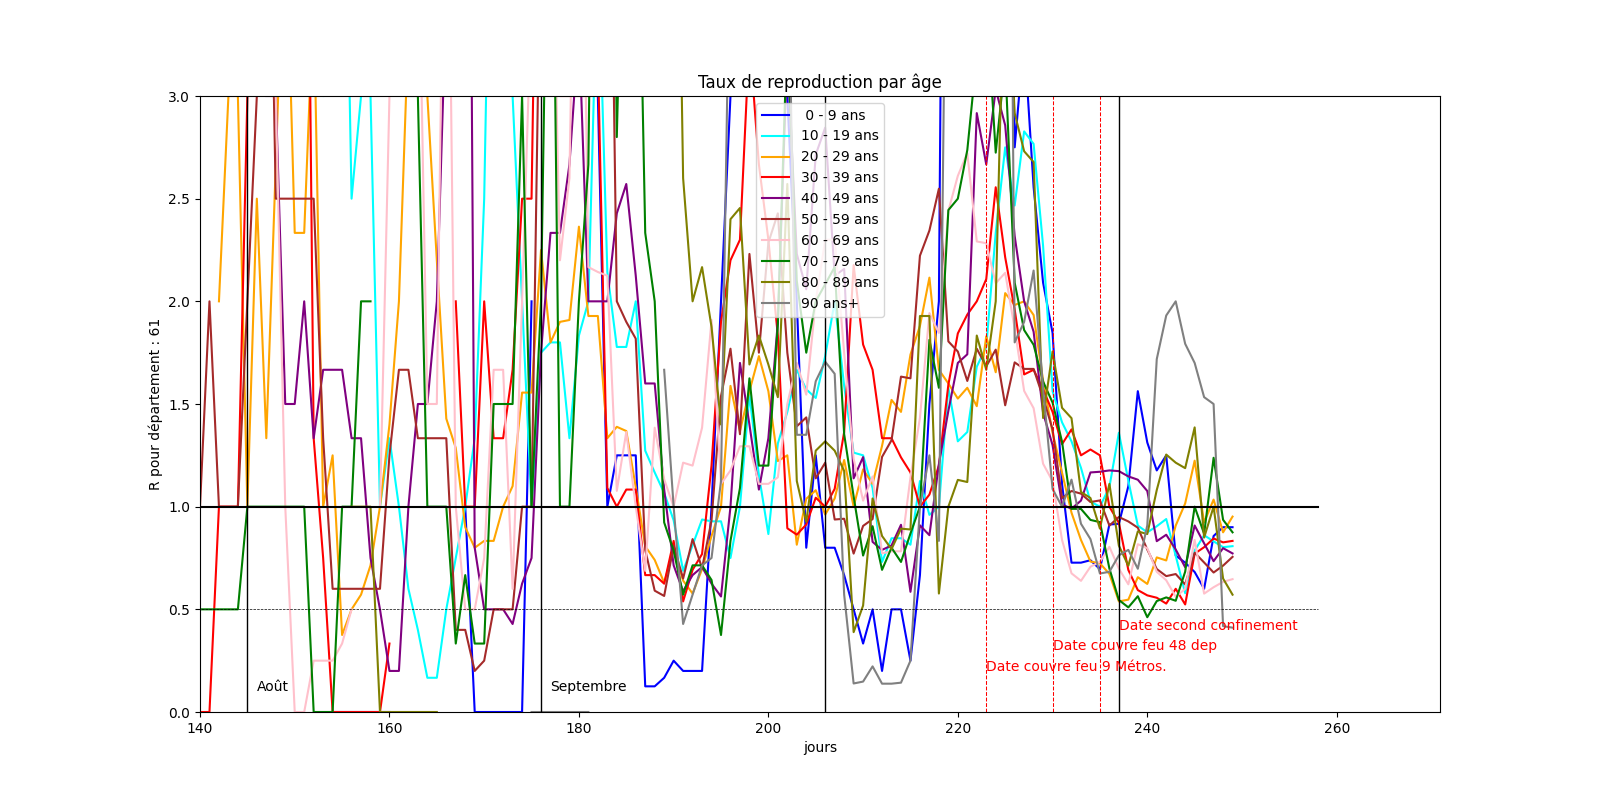 Taux de reproduction par âge
3.0
2.5
2.0
1.5
1.0
0.5
0.0
R pour département : 61
0 - 9 ans
10 - 19 ans
20 - 29 ans
30 - 39 ans
40 - 49 ans
50 - 59 ans
60 - 69 ans
70 - 79 ans
80 - 89 ans
90 ans+
Date second confinement
Date couvre feu 48 dep
Date couvre feu 9 Métros.
Août
Septembre
140 160 180 200 220 240 260
jours